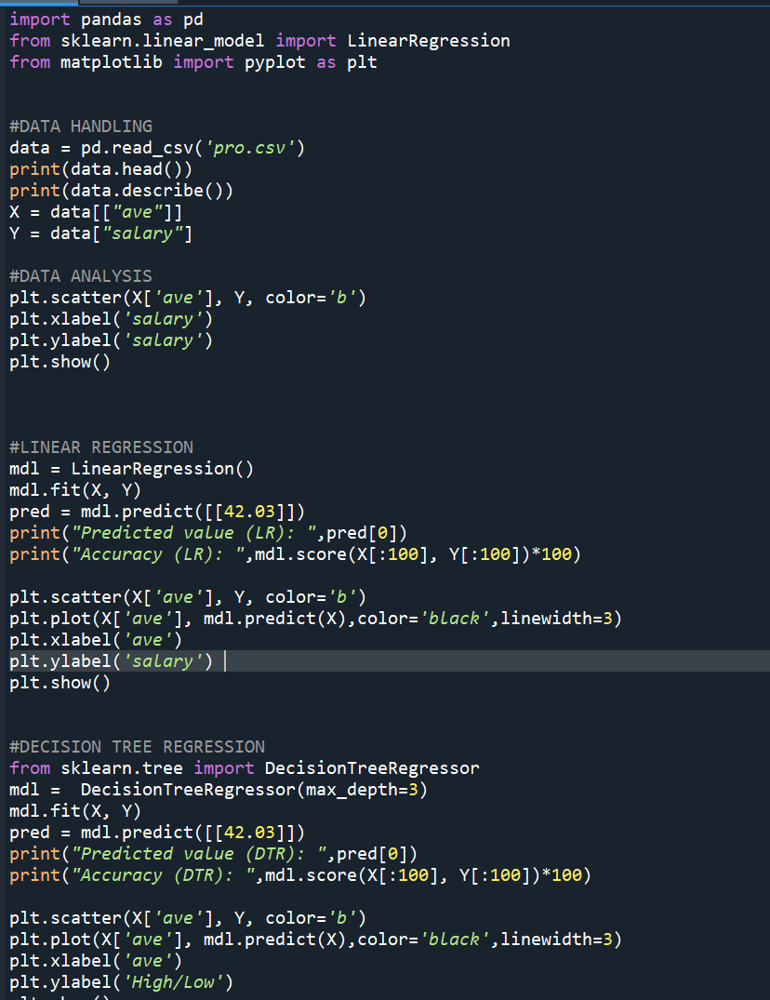 import pandas as pd
from sklearn.linear_model import LinearRegression
from matplotlib import pyplot as plt
#DATA HANDLING
data = pd.read_csv('pro.csv')
print(data.head())
print(data.describe())
X = data[["ave"]]
Y = data["salary"]
#DATA ANALYSIS
plt.scatter(X['ave'], Y, color='b')
plt.xlabel('salary')
plt.ylabel('salary')
plt.show()
#LINEAR REGRESSION
mdl = LinearRegression()
mdl.fit(X, Y)
pred = mdl.predict([[42.03]])
print("Predicted value (LR): ",pred[0])
print("Accuracy (LR): ",mdl.score(X[:100], Y[:100])*100)
plt.scatter(X['ave'], Y, color='b')
plt.plot(X['ave'], mdl.predict(X),color='black',linewidth=3)
plt.xlabel('ave')
plt.ylabel('salary')
plt.show()
#DECISION TREE REGRESSION
from sklearn.tree import DecisionTreeRegressor
mdl =  DecisionTreeRegressor(max_depth=3)
mdl.fit(X, Y)
pred = mdl.predict([[42.03]])
print("Predicted value (DTR): ",pred[0])
print("Accuracy (DTR): ",mdl.score(X[:100], Y[:100])*100)
plt.scatter(X['ave'], Y, color='b')
plt.plot(X['ave'], mdl.predict(X),color='black',linewidth=3)
plt.xlabel('ave')
plt.ylabel('High/Low')